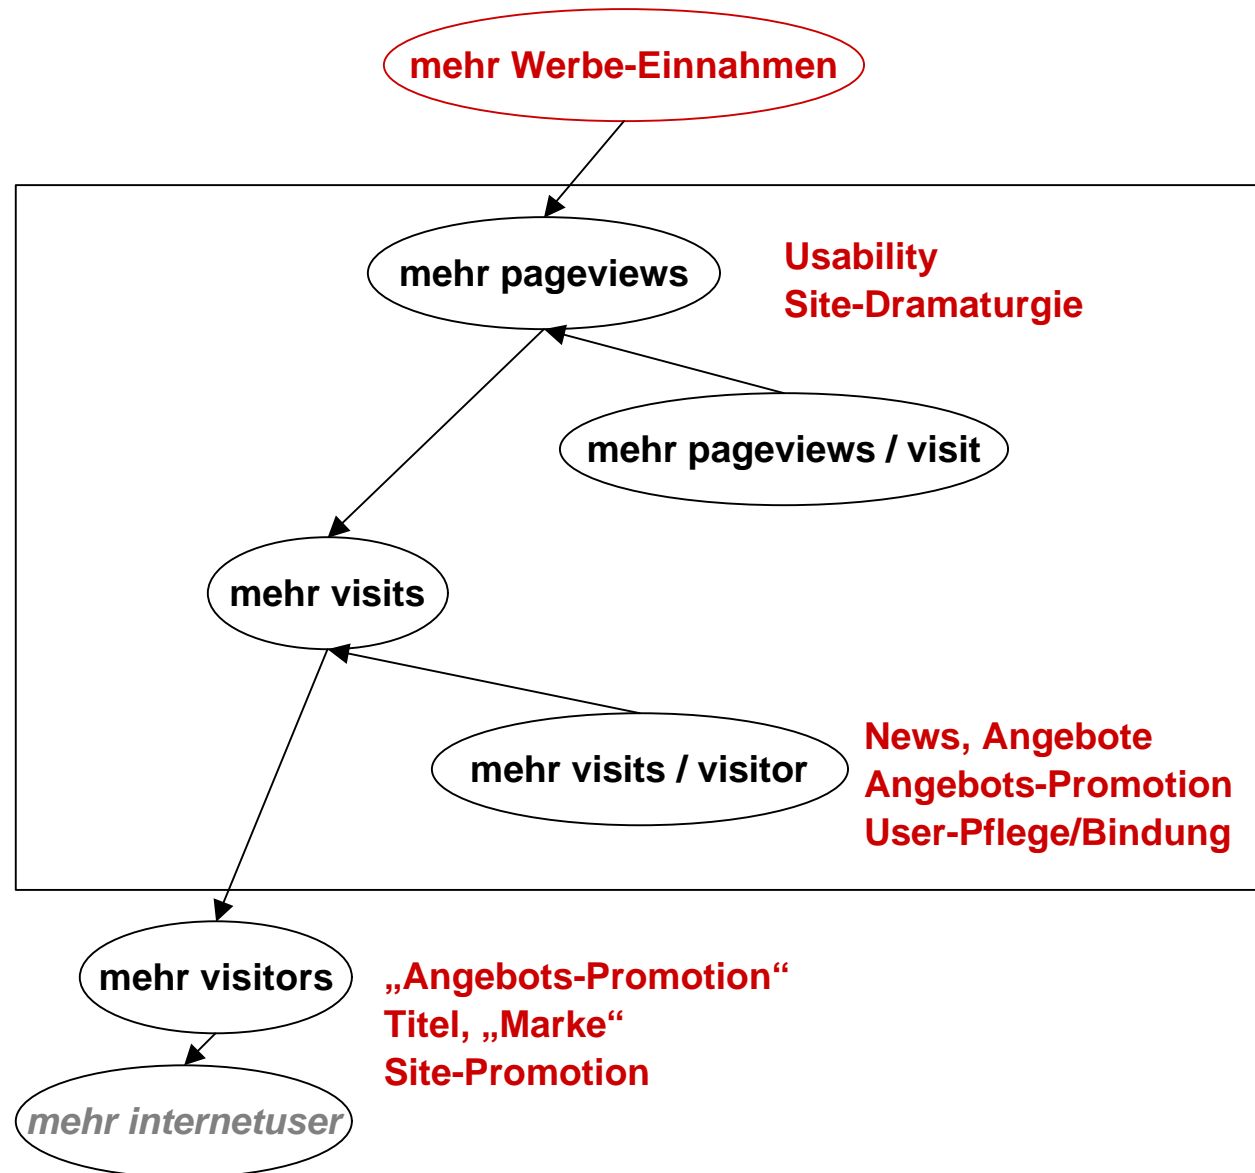 mehr Werbe-Einnahmen
mehr pageviews
Usability
Site-Dramaturgie
mehr pageviews / visit
mehr visits
mehr visits / visitor
News, Angebote
Angebots-Promotion
User-Pflege/Bindung
mehr visitors
„Angebots-Promotion“
Titel, „Marke“
Site-Promotion
mehr internetuser